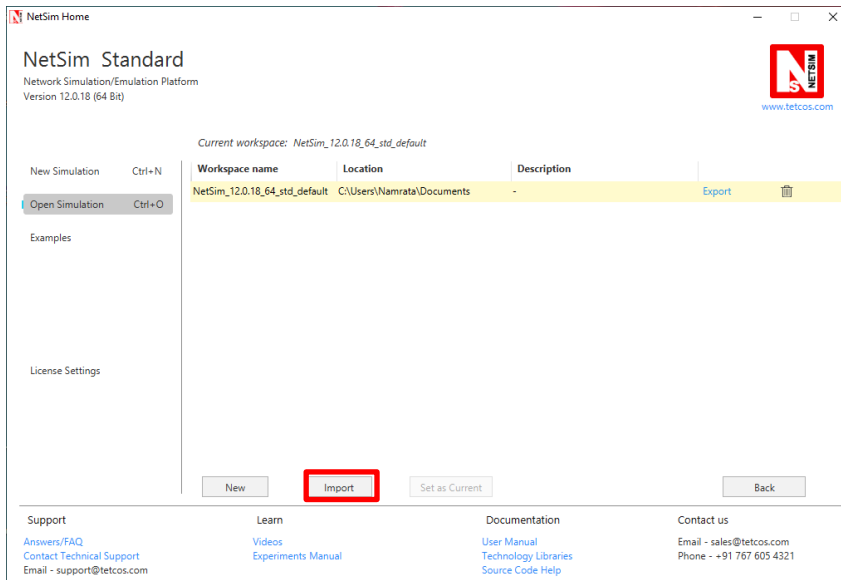 NetSim Home
NetSim Standard
Network Simulation/Emulation Platform
Version 12.0.18 (64 Bit)
NETSIM
N
S
www.tetcos.com
Current workspace: NetSim_12.0.18_64_std_default
New Simulation Ctrl+N
Open Simulation Ctrl+O
Examples
License Settings
Workspace name Location Description
NetSim_12.0.18_64_std_default C:\Users\Namrata\Documents - Export
New Import Set as Current Back
Support
Answers/FAQ
Contact Technical Support
Email - support@tetcos.com
Learn
Videos
Experiments Manual
Documentation
User Manual
Technology Libraries
Source Code Help
Contact us
Email - sales@tetcos.com
Phone - +91 767 605 4321